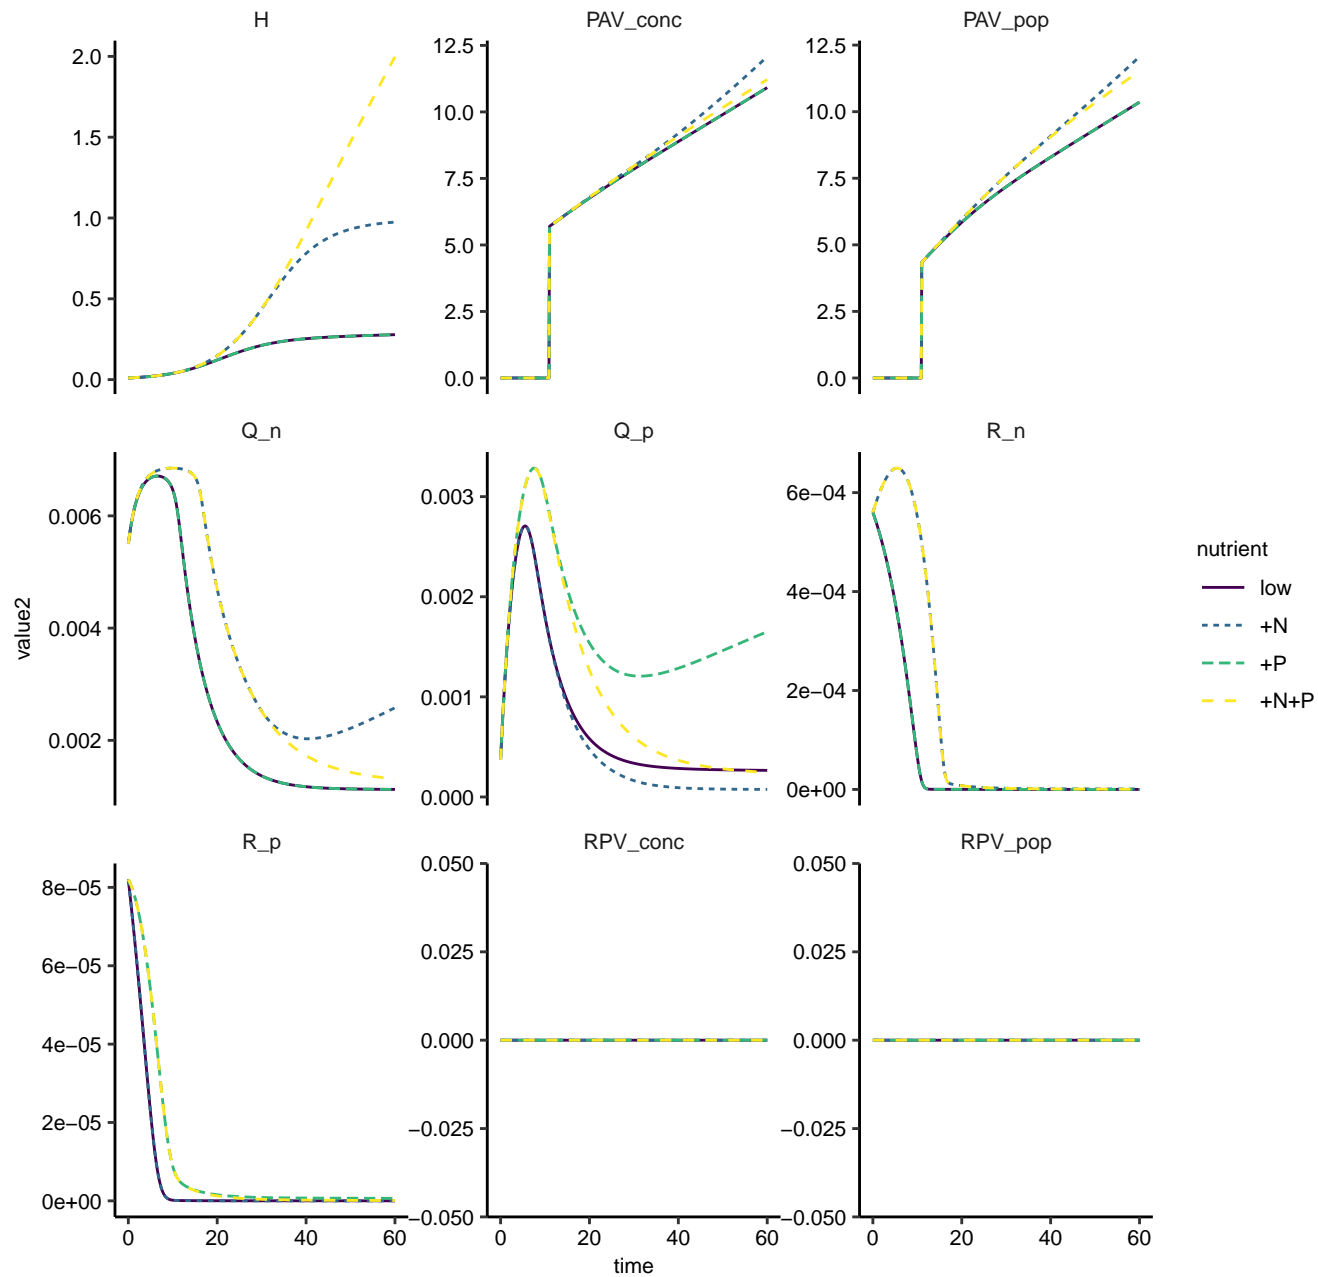 H
PAV_conc
PAV_pop
2.0
1.5
1.0
0.5
0.0
12.5
10.0
7.5
5.0
2.5
0.0
12.5
10.0
7.5
5.0
2.5
0.0
Q_n
Q_p
R_n
0.006
0.004
0.002
0.003
0.002
0.001
0.000
6e−04
4e−04
2e−04
0e+00
R_p
RPV_conc
RPV_pop
8e−05
6e−05
4e−05
2e−05
0e+00
0.050
0.025
0.000
−0.025
−0.050
0.050
0.025
0.000
−0.025
−0.050
0 20 40 60
0 20 40 60
0 20 40 60
time
value2
nutrient
low
+N
+P
+N+P